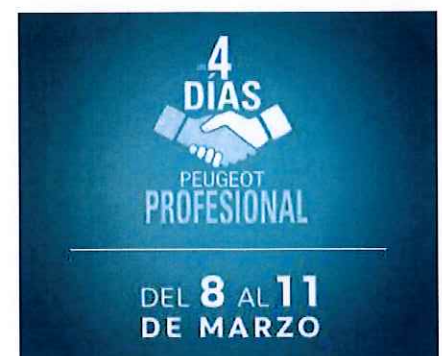 4
DÍAS
PEUGEOT
PROFESIONAL
DEL 8 AL 11
DE MARZO